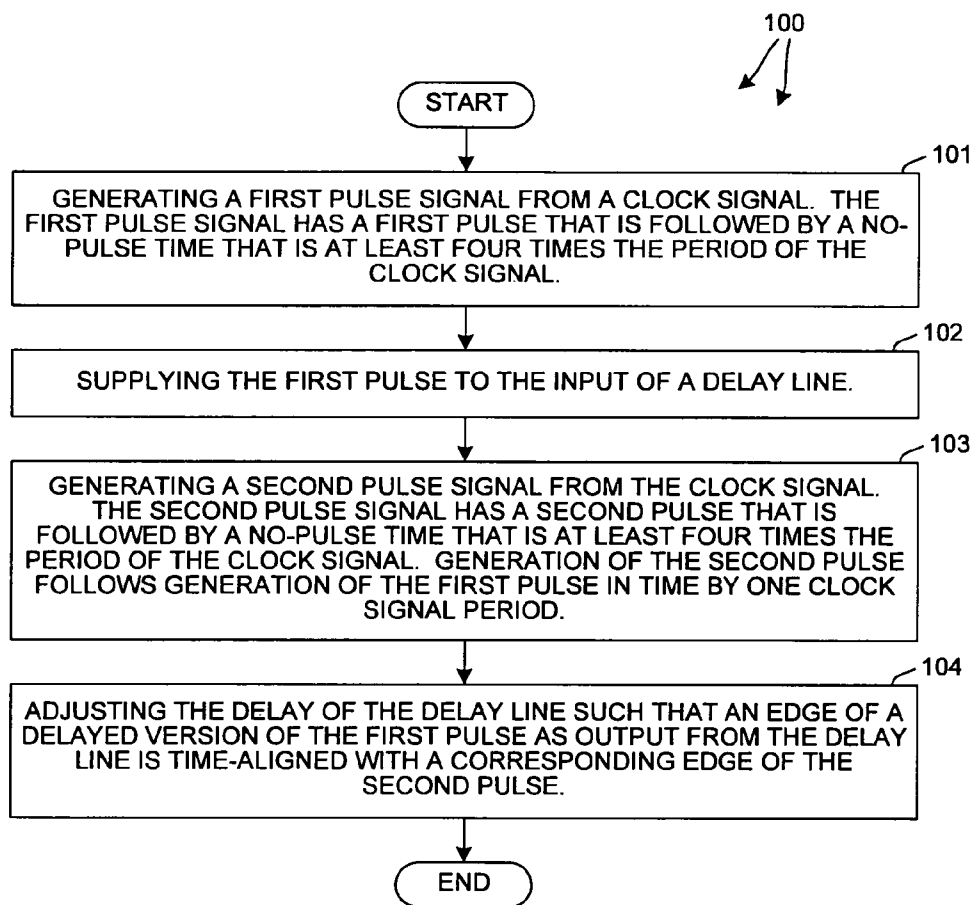 100
START
101
GENERATING A FIRST PULSE SIGNAL FROM A CLOCK SIGNAL. THE
FIRST PULSE SIGNAL HAS A FIRST PULSE THAT IS FOLLOWED BY A NO-
PULSE TIME THAT IS AT LEAST FOUR TIMES THE PERIOD OF THE
CLOCK SIGNAL.
102
SUPPLYING THE FIRST PULSE TO THE INPUT OF A DELAY LINE.
103
GENERATING A SECOND PULSE SIGNAL FROM THE CLOCK SIGNAL.
THE SECOND PULSE SIGNAL HAS A SECOND PULSE THAT IS
FOLLOWED BY A NO-PULSE TIME THAT IS AT LEAST FOUR TIMES THE
PERIOD OF THE CLOCK SIGNAL. GENERATION OF THE SECOND PULSE
FOLLOWS GENERATION OF THE FIRST PULSE IN TIME BY ONE CLOCK
SIGNAL PERIOD.
104
ADJUSTING THE DELAY OF THE DELAY LINE SUCH THAT AN EDGE OF A
DELAYED VERSION OF THE FIRST PULSE AS OUTPUT FROM THE DELAY
LINE IS TIME-ALIGNED WITH A CORRESPONDING EDGE OF THE
SECOND PULSE.
END